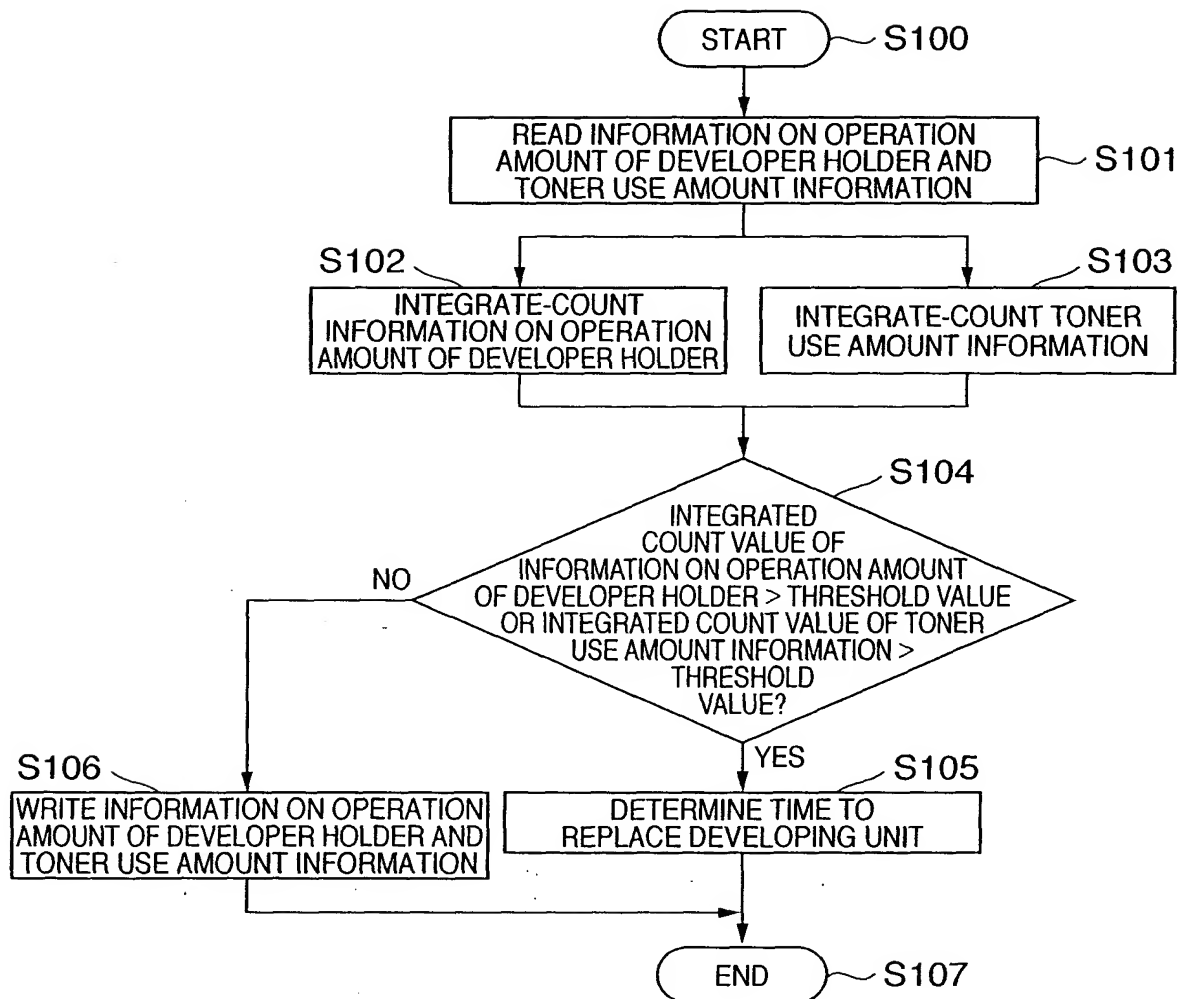 START
S100
READ INFORMATION ON OPERATION
AMOUNT OF DEVELOPER HOLDER AND
TONER USE AMOUNT INFORMATION
S101
S102
INTEGRATE-COUNT
INFORMATION ON OPERATION
AMOUNT OF DEVELOPER HOLDER
S103
INTEGRATE-COUNT TONER
USE AMOUNT INFORMATION
S104
INTEGRATED
COUNT VALUE OF
INFORMATION ON OPERATION AMOUNT
OF DEVELOPER HOLDER > THRESHOLD VALUE
OR INTEGRATED COUNT VALUE OF TONER
USE AMOUNT INFORMATION >
THRESHOLD
VALUE?
NO
YES
S106
WRITE INFORMATION ON OPERATION
AMOUNT OF DEVELOPER HOLDER AND
TONER USE AMOUNT INFORMATION
S105
DETERMINE TIME TO
REPLACE DEVELOPING UNIT
END
S107